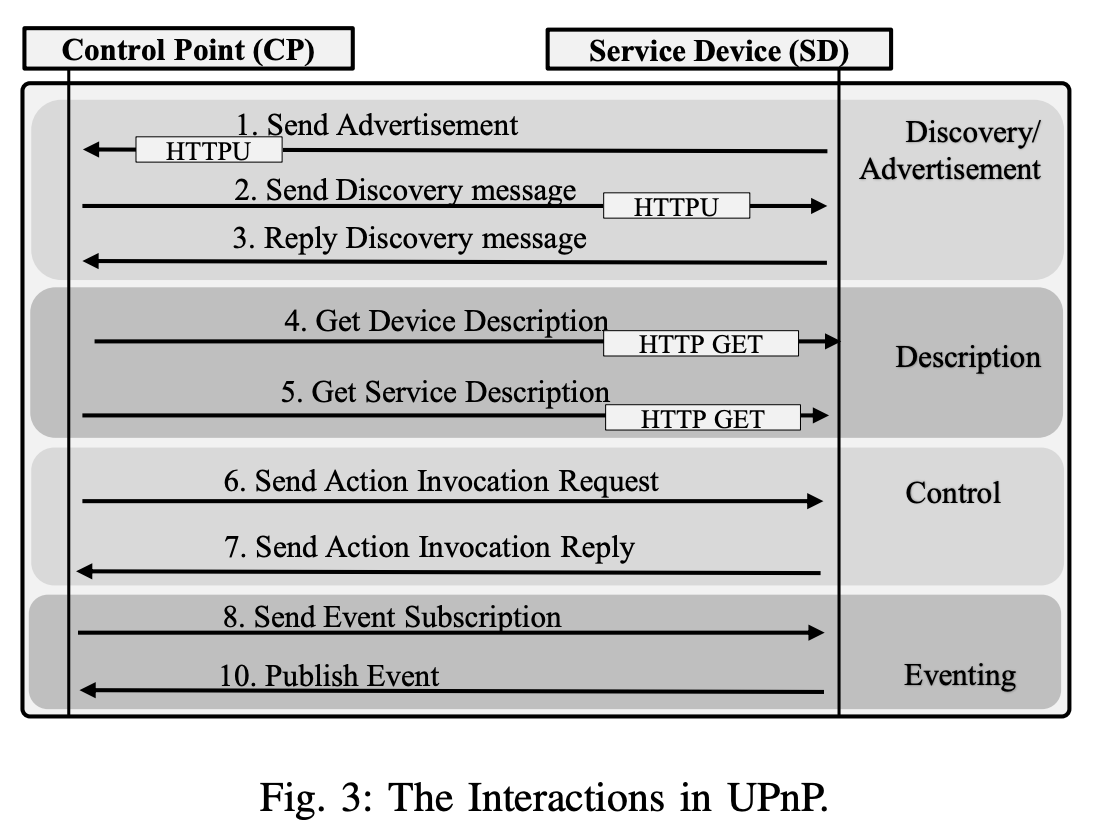 Control Point (CP)
Service Device (SD)
1. Send Advertisement
HTTPU
Discovery/
Advertisement
2. Send Discovery message
HTTPU
3. Reply Discovery message
4. Get Device Description
HTTP GET
Description
5. Get Service Description
HTTP GET
6. Send Action Invocation Request
Control
7. Send Action Invocation Reply
8. Send Event Subscription
10. Publish Event
Eventing
Fig. 3: The Interactions in UPnP.